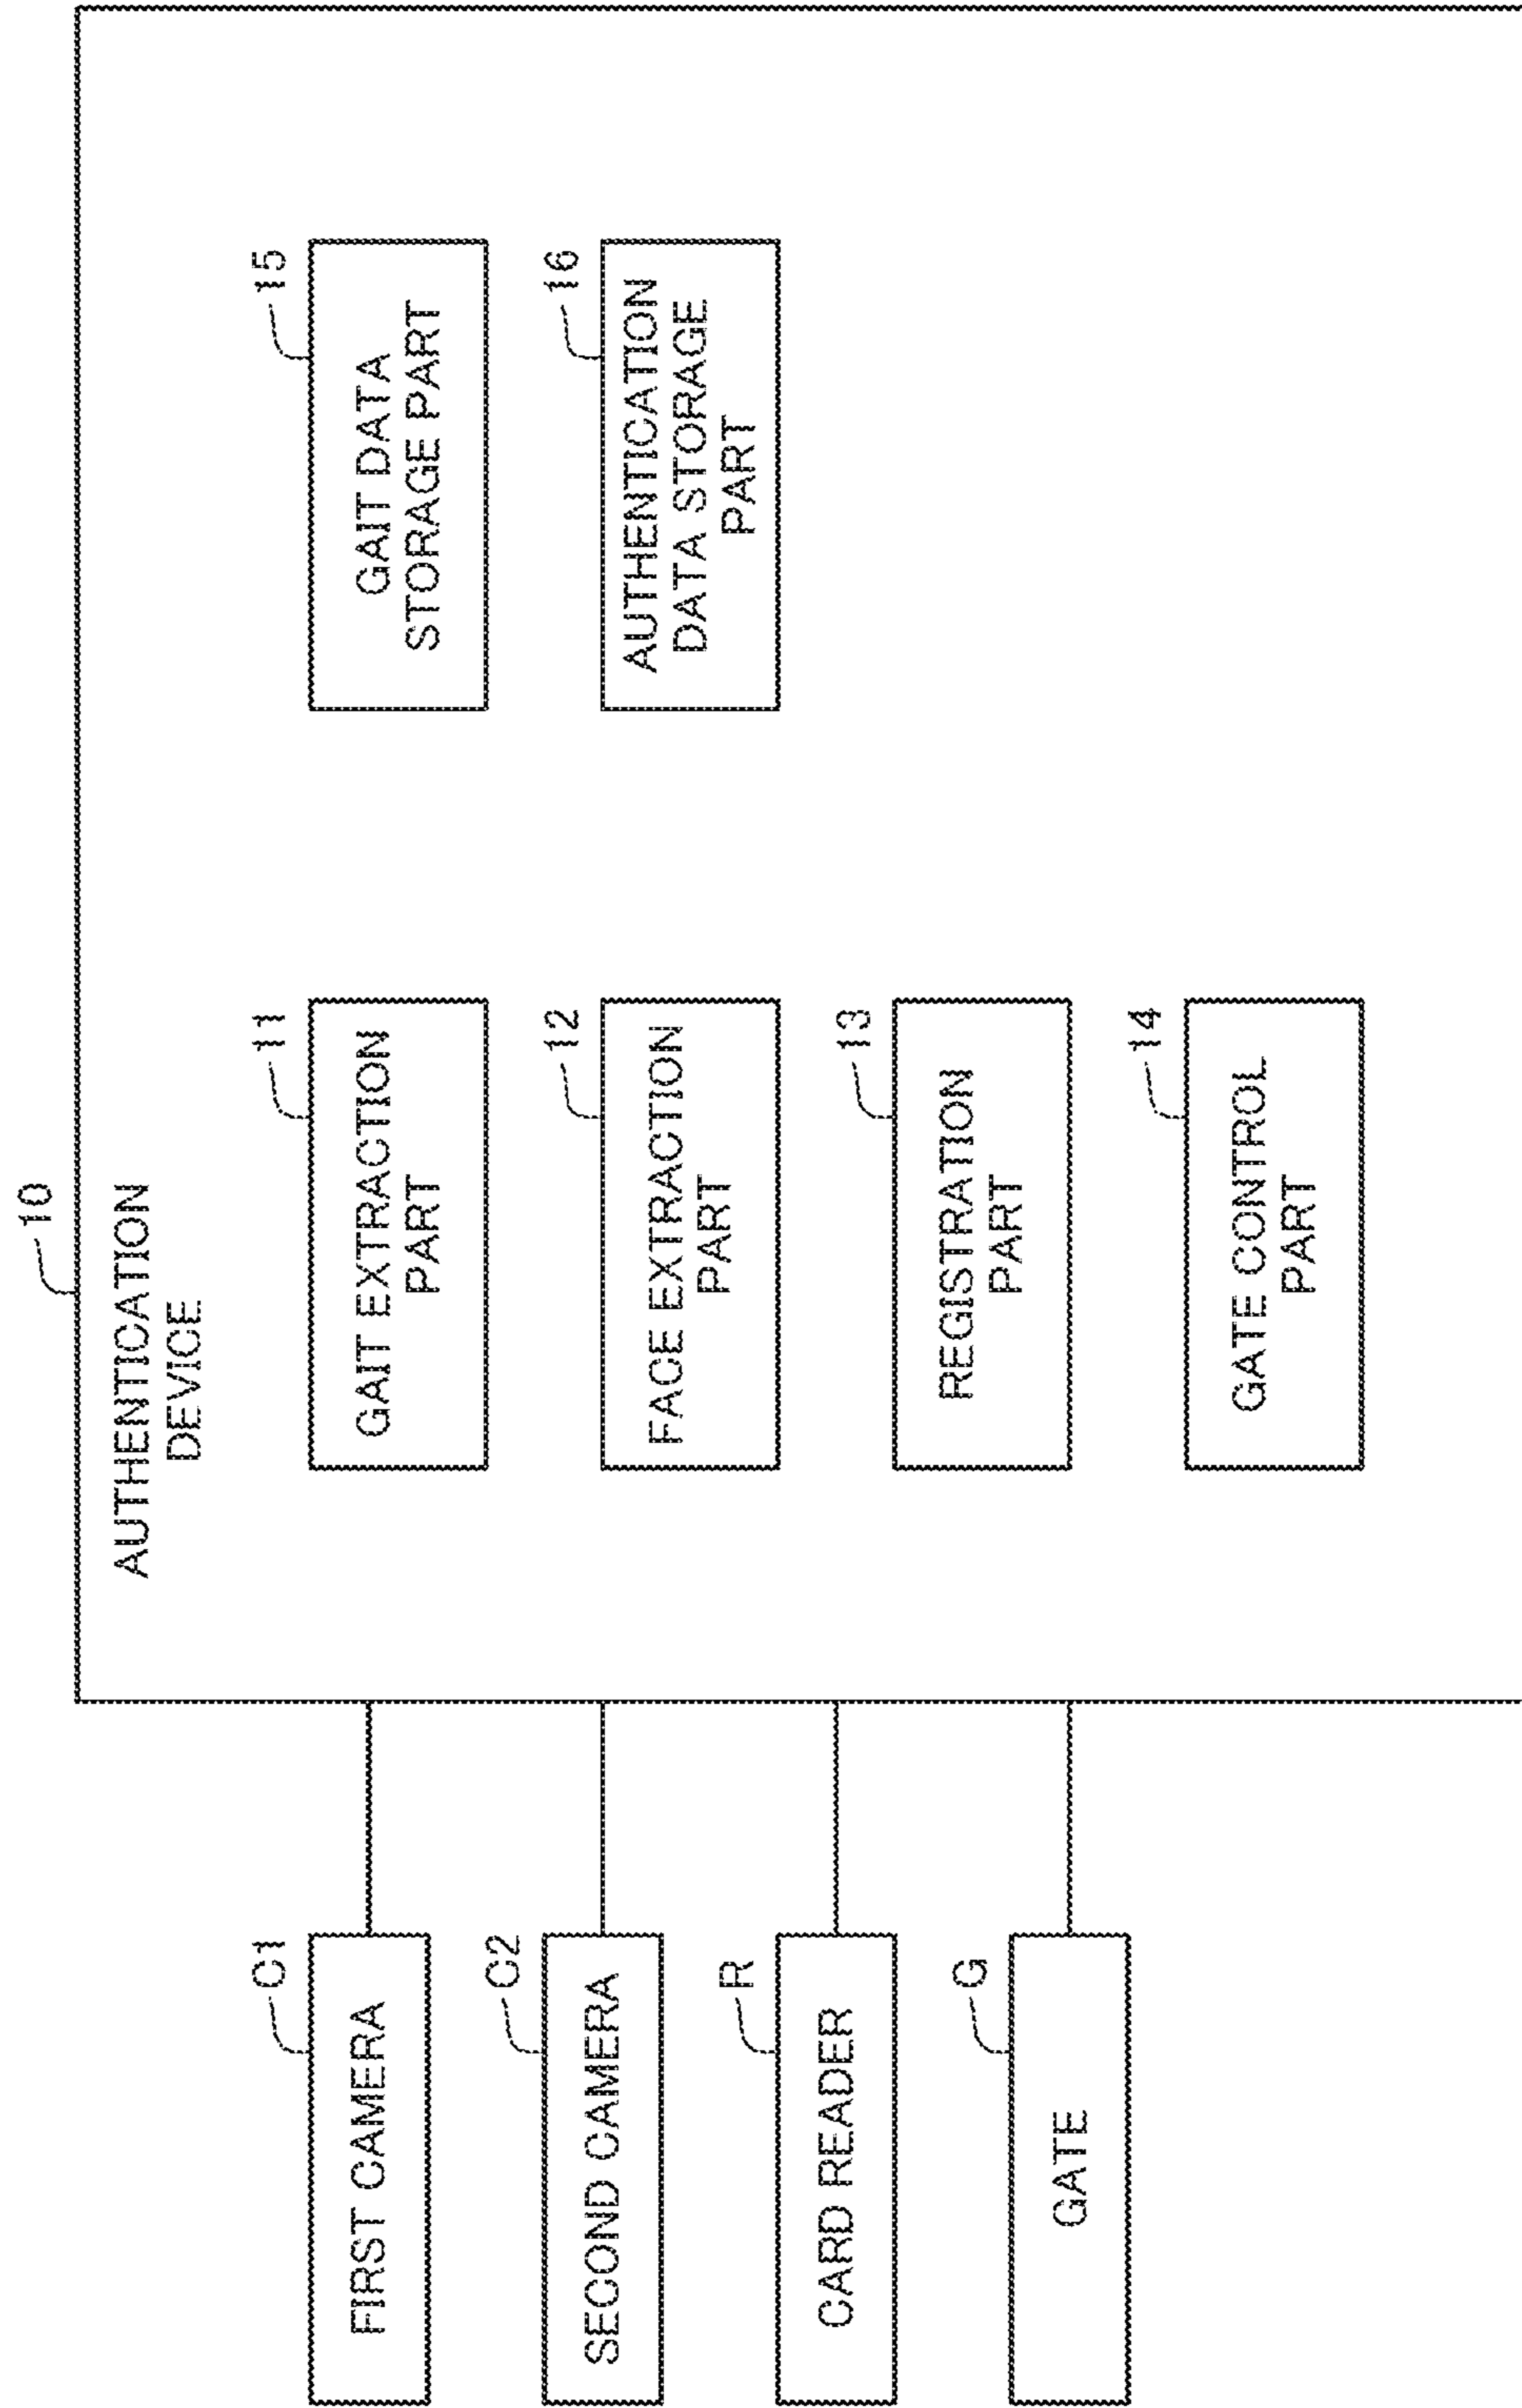 10
AUTHENTICATION
DEVICE
C1
FIRST CAMERA
C2
SECOND CAMERA
R
CARD READER
G
GATE
11
GAIT EXTRACTION
PART
12
FACE EXTRACTION
PART
13
REGISTRATION
PART
14
GATE CONTROL
PART
15
GAIT DATA
STORAGE PART
16
AUTHENTICATION
DATA STORAGE
PART